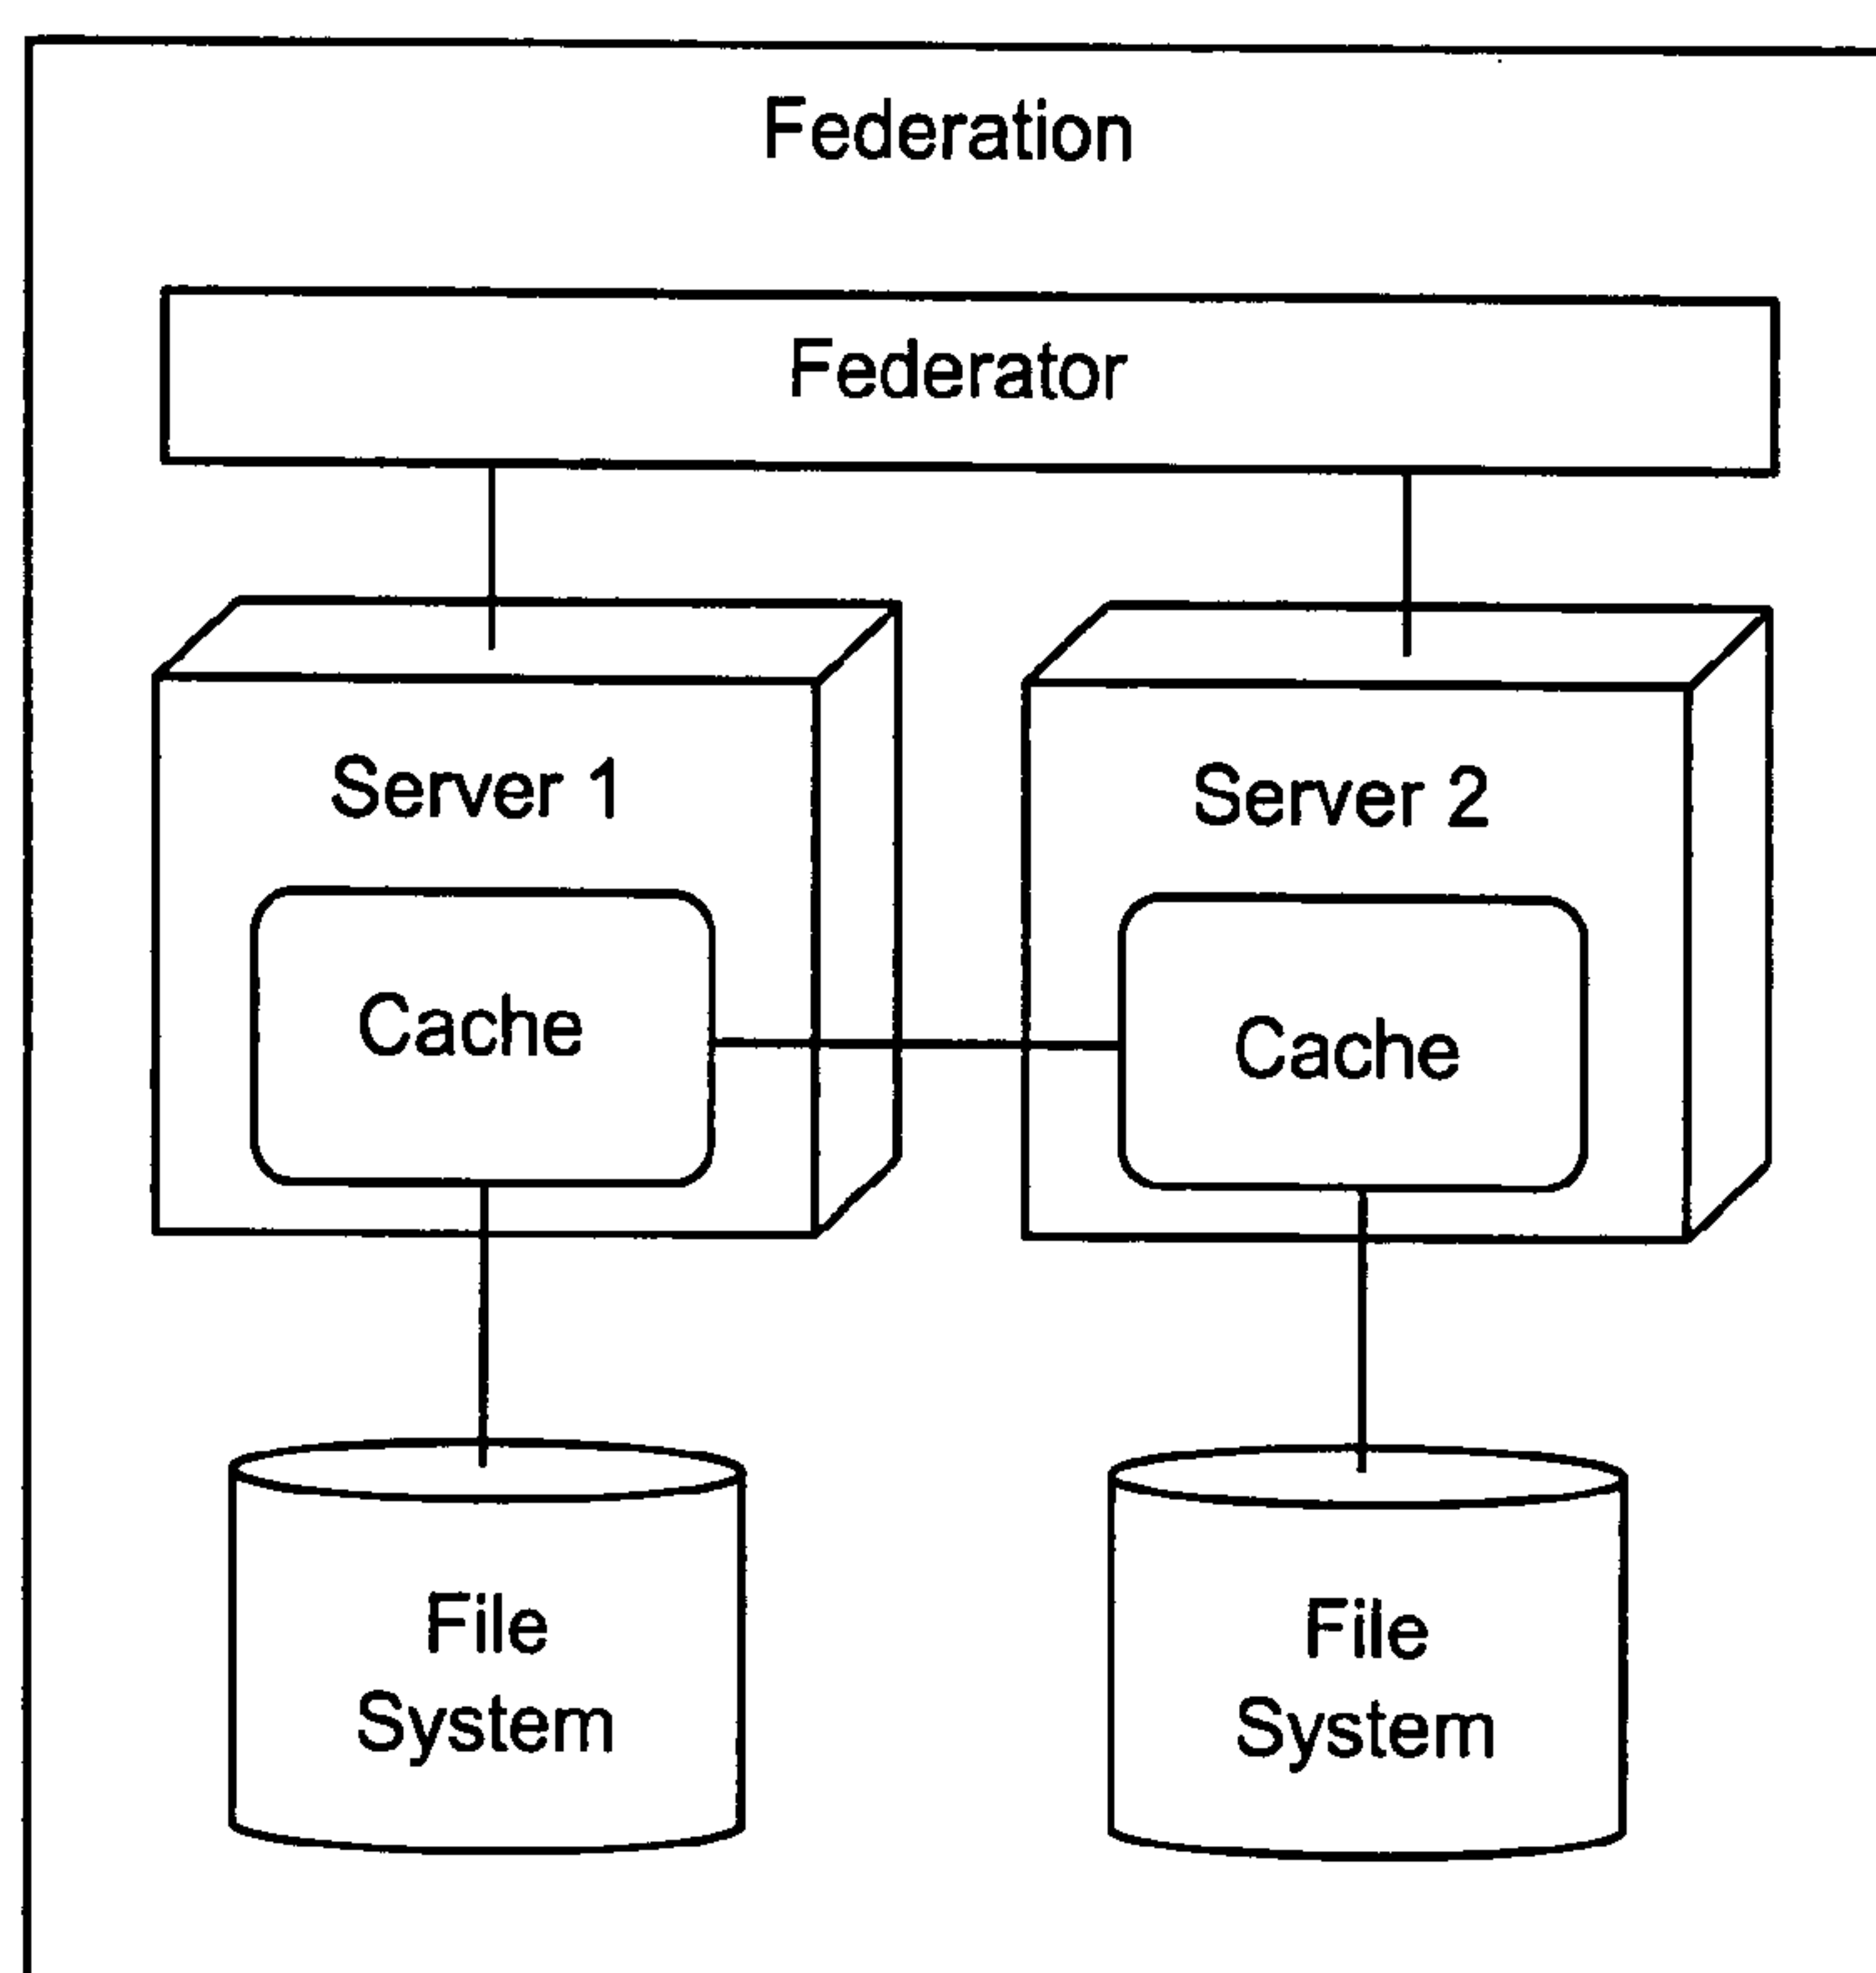 Federation
Federator
Server 1
Server 2
Cache
Cache
File
System
File
System